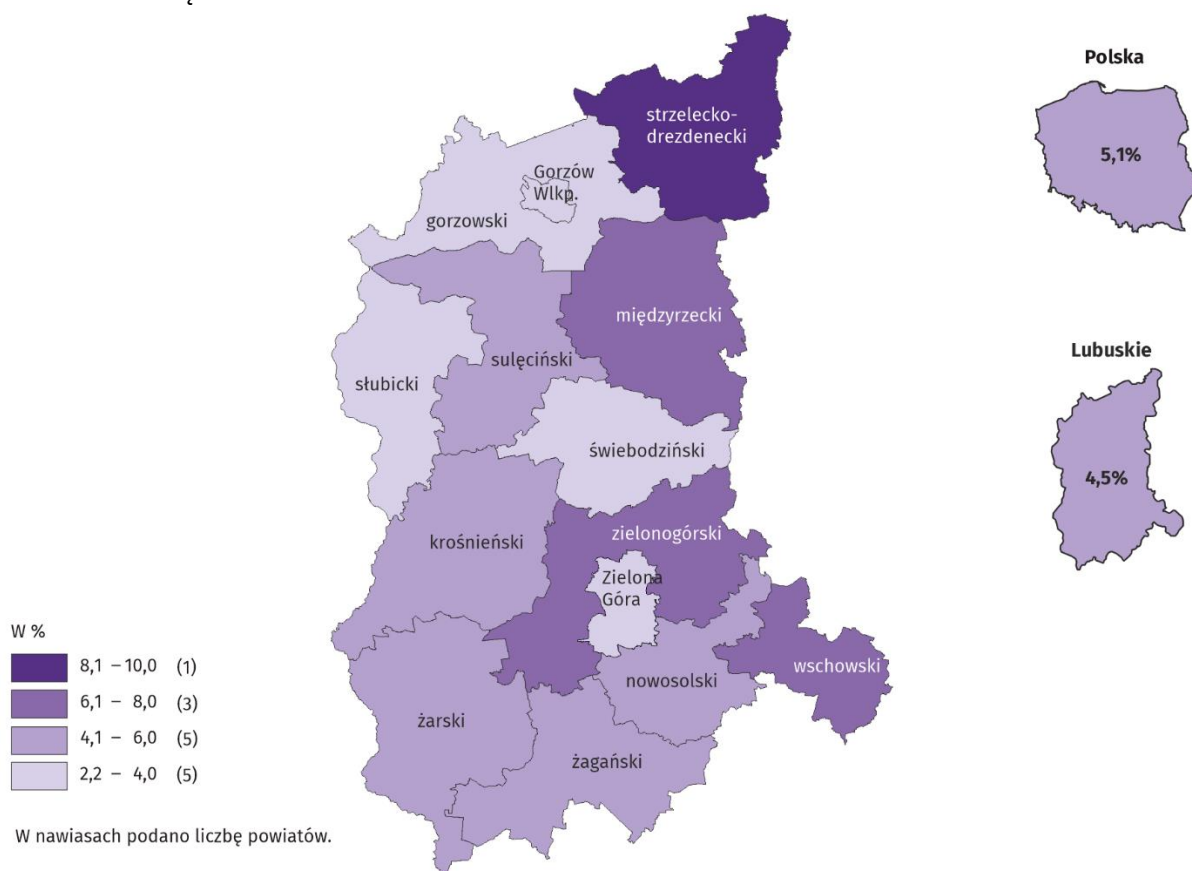 strzelecko-
drezdenecki
Gorzów
Wlkp.
gorzowski
międzyrzecki
sulęciński
słubicki
świebodziński
zielonogórski
krośnieński
Zielona
Góra
wschowski
nowosolski
żarski
żagański
Polska
5,1%
Lubuskie
4,5%
W %
8,1 – 10,0 (1)
6,1 – 8,0 (3)
4,1 – 6,0 (5)
2,2 – 4,0 (5)
W nawiasach podano liczbę powiatów.